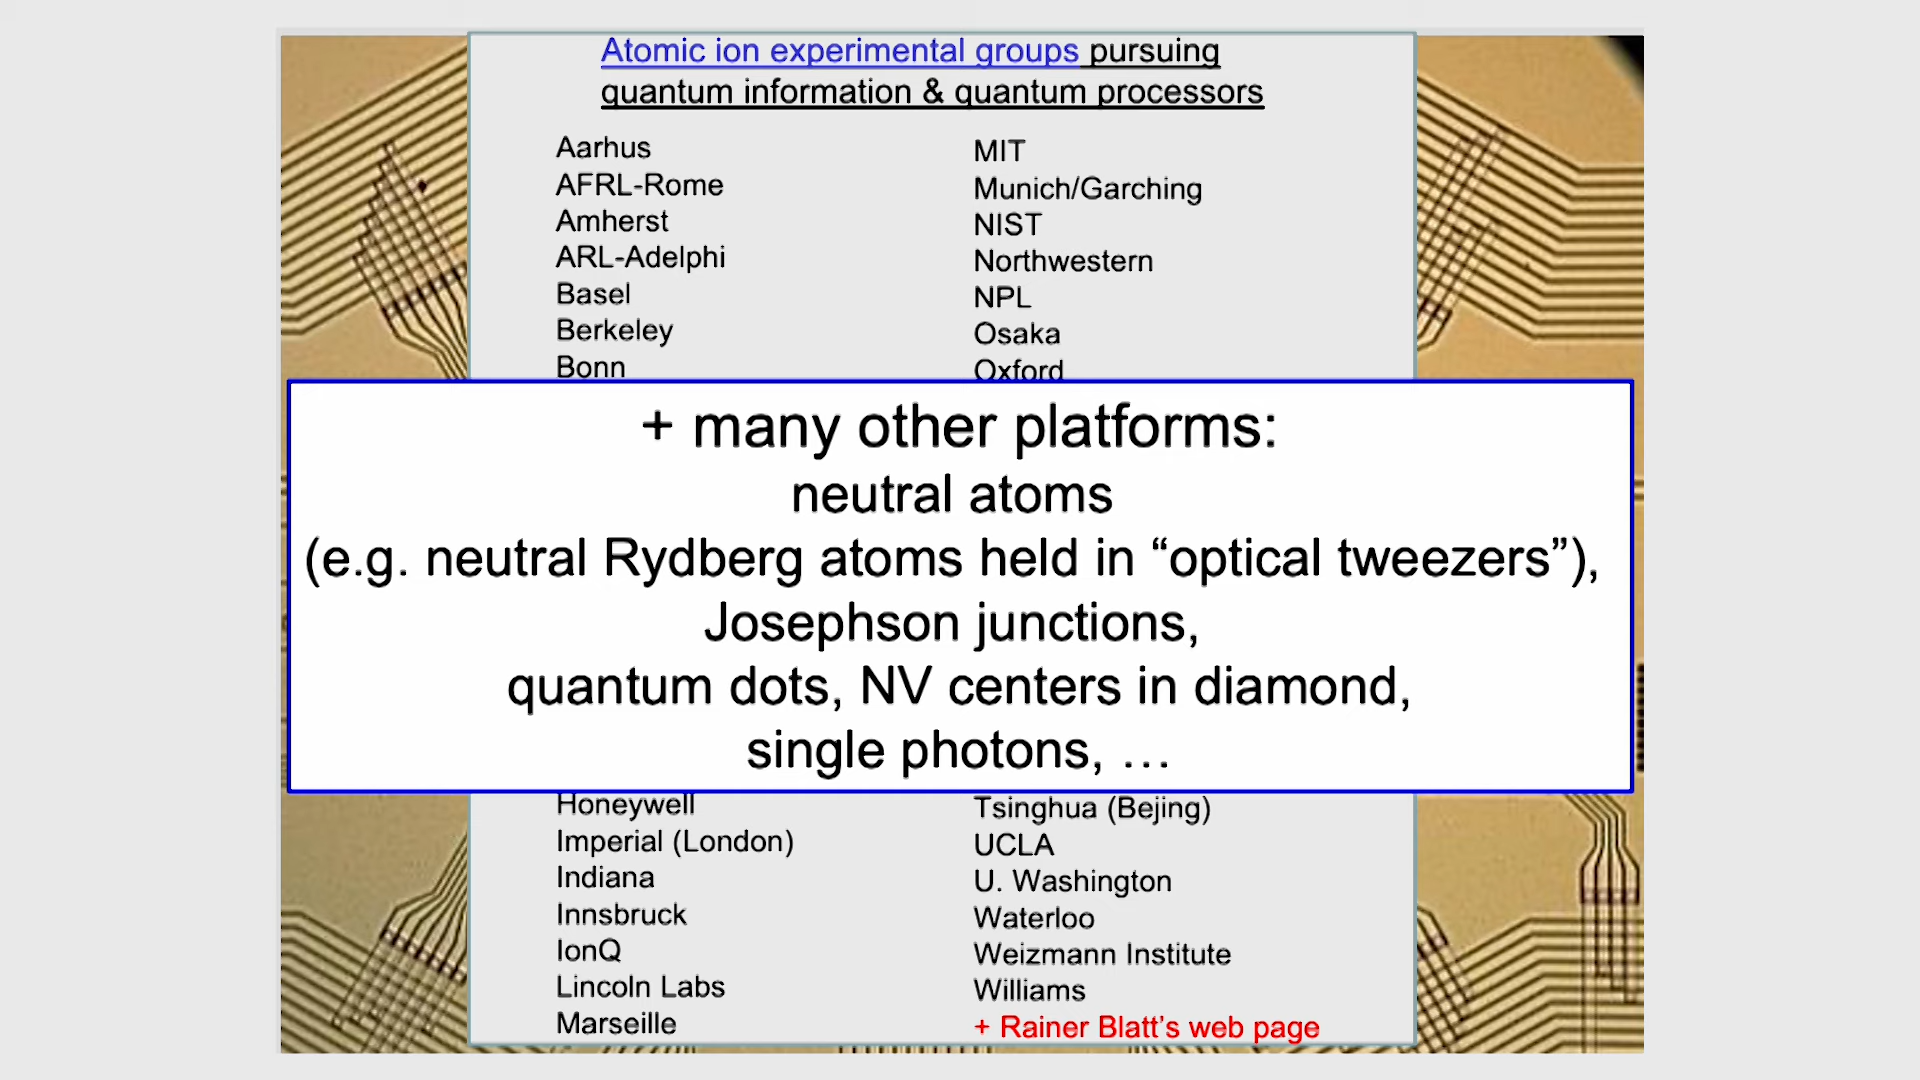 Atomic ion experimental groups pursuing
quantum information & quantum processors
Aarhus
AFRL-Rome
Amherst
ARL-Adelphi
Basel
Berkeley
Bonn
MIT
Munich/Garching
NIST
Northwestern
NPL
Osaka
Oxford
+ many other platforms:
neutral atoms
(e.g. neutral Rydberg atoms held in “optical tweezers”),
Josephson junctions,
quantum dots, NV centers in diamond,
single photons, …
Honeywell
Imperial (London)
Indiana
Innsbruck
IonQ
Lincoln Labs
Marseille
Tsinghua (Bejing)
UCLA
U. Washington
Waterloo
Weizmann Institute
Williams
+ Rainer Blatt’s web page